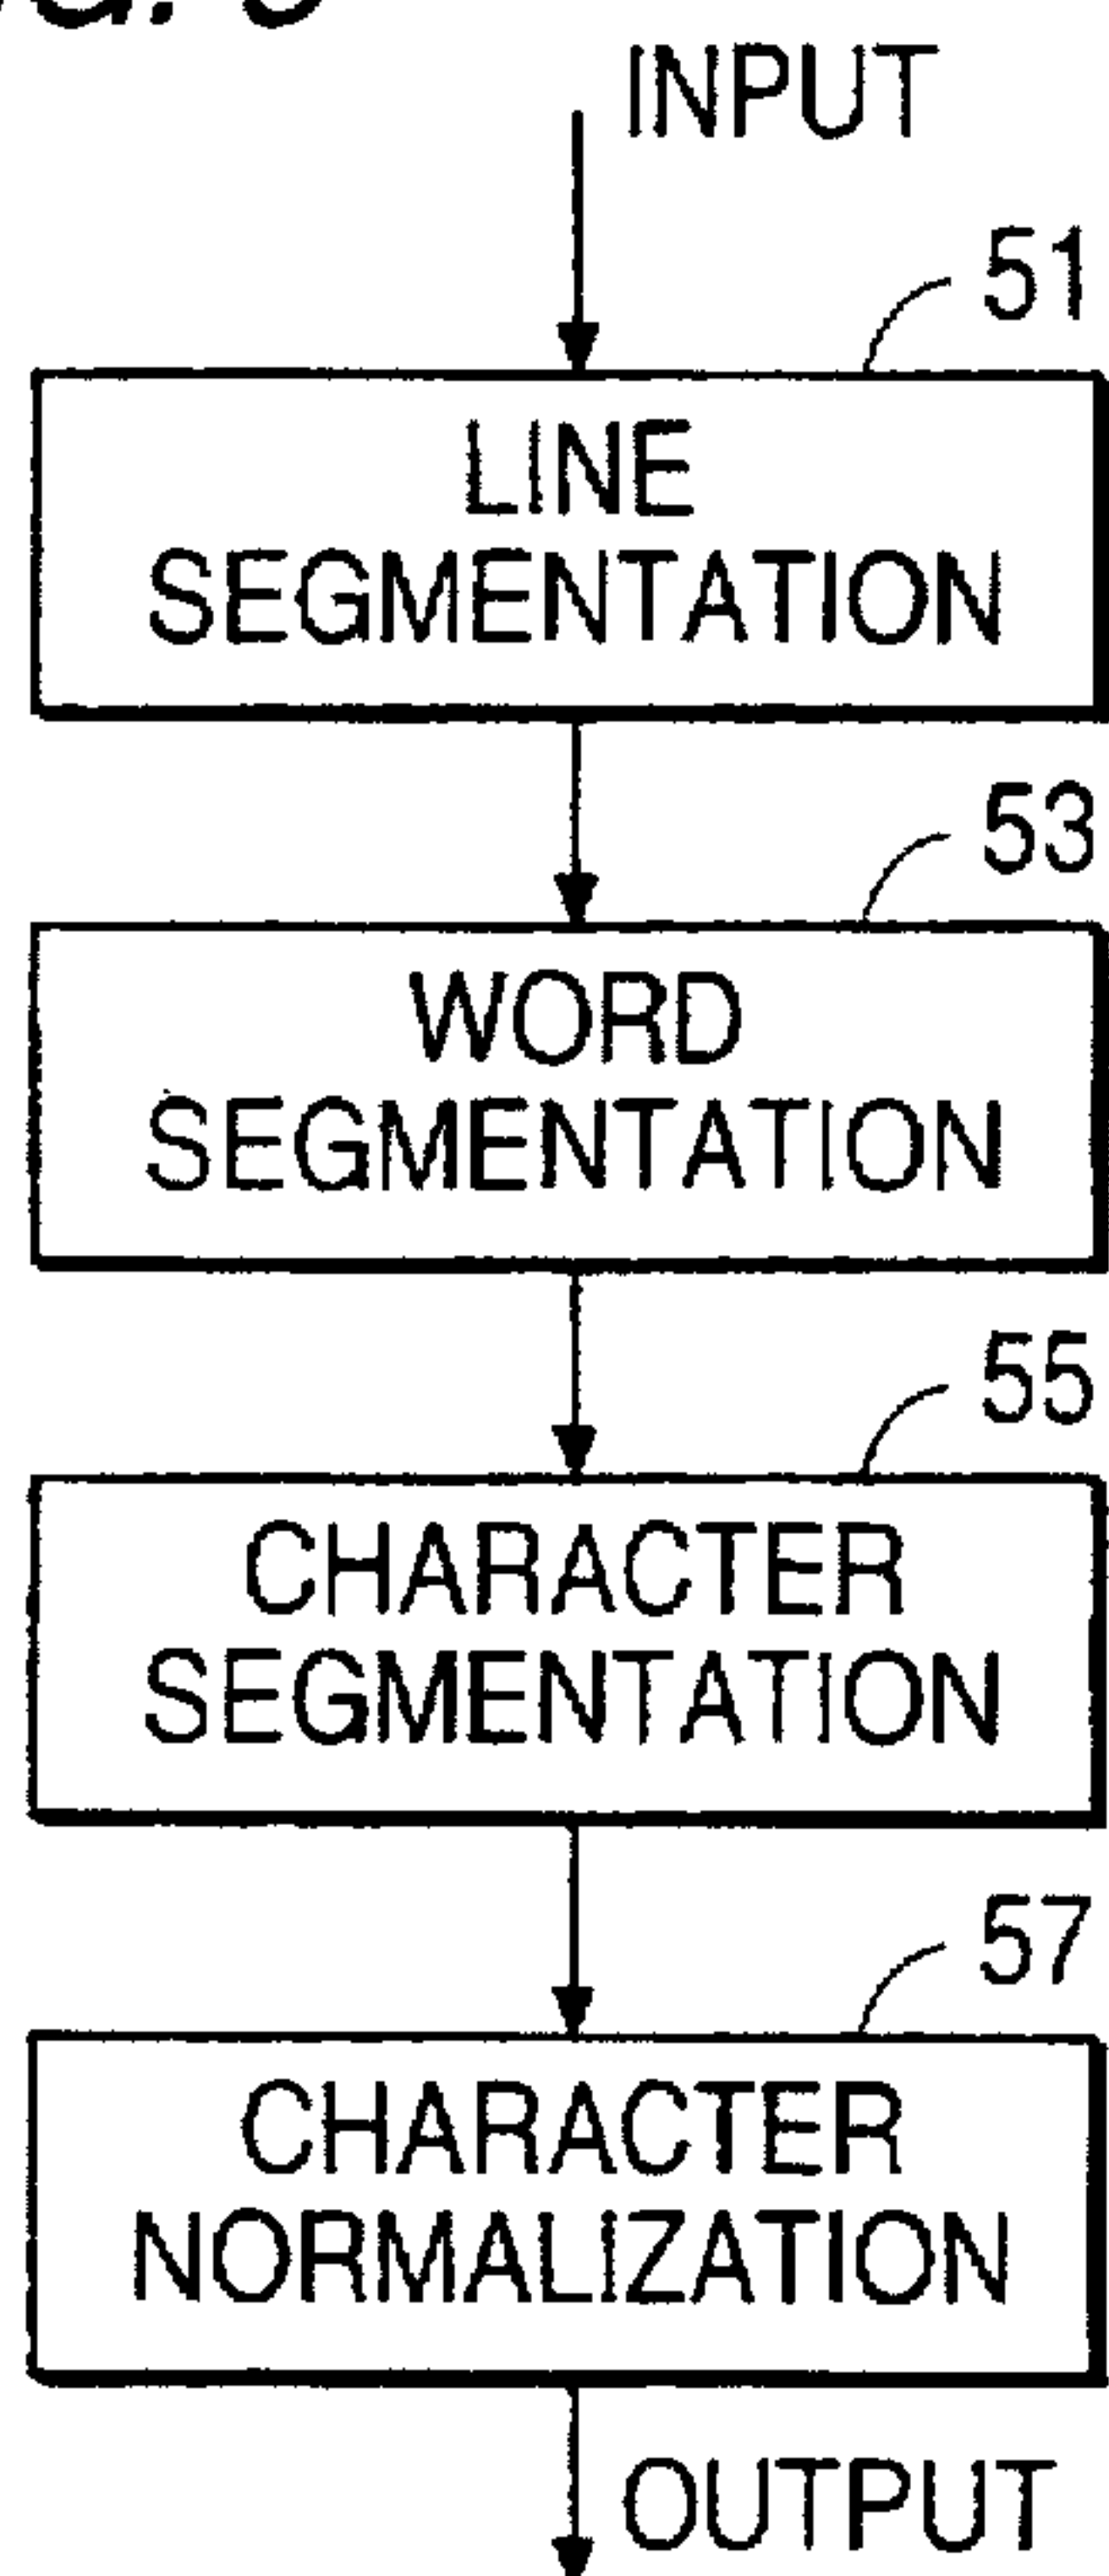 INPUT
51
LINE
SEGMENTATION
53
WORD
SEGMENTATION
55
CHARACTER
SEGMENTATION
57
CHARACTER
NORMALIZATION
OUTPUT